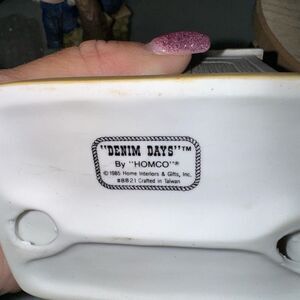 "DENIM DAYS"™
By "HOMCO"®
© 1985 Home Interiors & Gifts, Inc.
#8821 Crafted in Taiwan